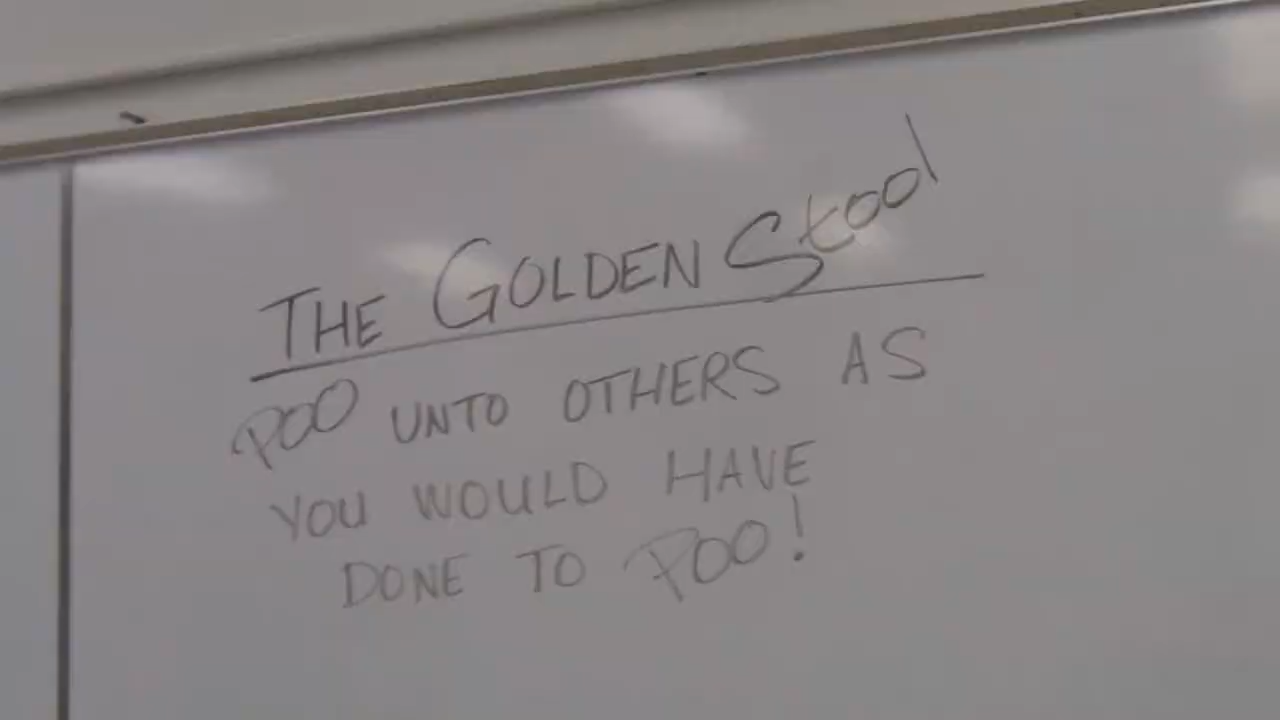 THE GOLDEN Stool
POO UNTO OTHERS AS
YOU WOULD HAVE
DONE TO POO!